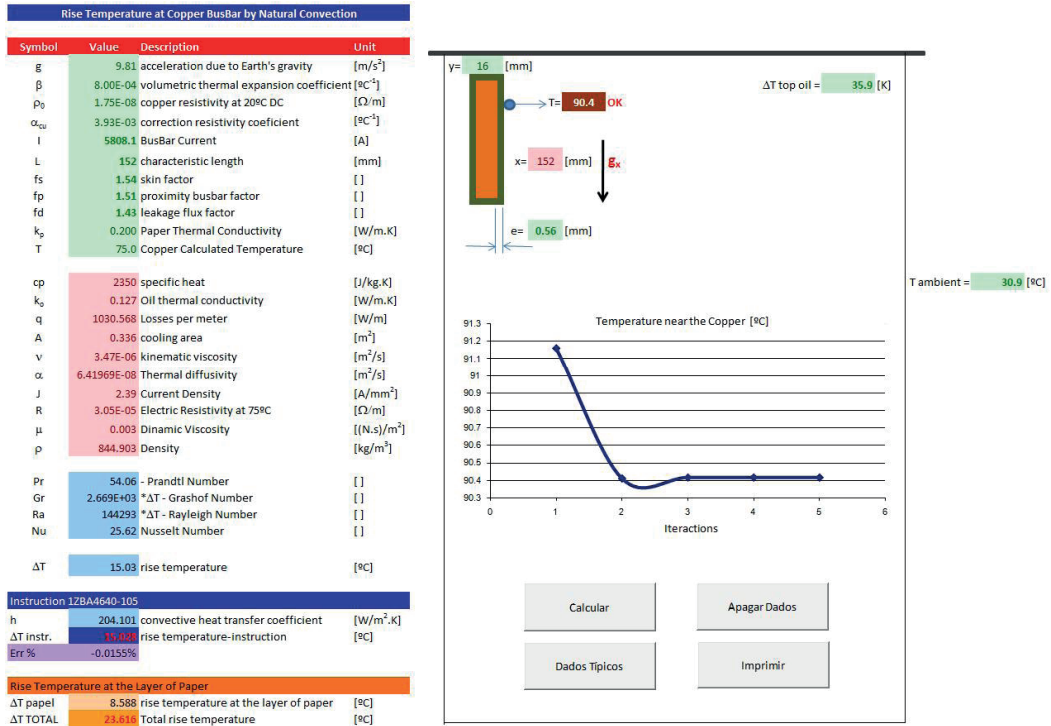 Rise Temperature at Copper BusBar by Natural Convection
Symbol Value Description Unit
g 9.81 acceleration due to Earth's gravity [m/s²]
β 8.00E-04 volumetric thermal expansion coefficient [ºC⁻¹]
ρ₀ 1.75E-08 copper resistivity at 20ºC DC [Ω/m]
α_cu 3.93E-03 correction resistivity coeficient [ºC⁻¹]
I 5808.1 BusBar Current [A]
L 152 characteristic length [mm]
fs 1.54 skin factor [ ]
fp 1.51 proximity busbar factor [ ]
fd 1.43 leakage flux factor [ ]
kₚ 0.200 Paper Thermal Conductivity [W/m.K]
T 75.0 Copper Calculated Temperature [ºC]
cp 2350 specific heat [J/kg.K]
k₀ 0.127 Oil thermal conductivity [W/m.K]
q 1030.568 Losses per meter [W/m]
A 0.336 cooling area [m²]
ν 3.47E-06 kinematic viscosity [m²/s]
α 6.41969E-08 Thermal diffusivity [m²/s]
J 2.39 Current Density [A/mm²]
R 3.05E-05 Electric Resistivity at 75ºC [Ω/m]
μ 0.003 Dinamic Viscosity [(N.s)/m²]
ρ 844.903 Density [kg/m³]
Pr 54.06 - Prandtl Number [ ]
Gr 2.669E+03 *ΔT - Grashof Number [ ]
Ra 144293 *ΔT - Rayleigh Number [ ]
Nu 25.62 Nusselt Number [ ]
ΔT 15.03 rise temperature [ºC]
Instruction 1ZBA4640-105
h 204.101 convective heat transfer coefficient [W/m².K]
ΔT instr. 15.028 rise temperature-instruction [ºC]
Err % -0.0155%
Rise Temperature at the Layer of Paper
ΔT papel 8.588 rise temperature at the layer of paper [ºC]
ΔT TOTAL 23.616 Total rise temperature [ºC]
y= 16 [mm]
ΔT top oil = 35.9 [K]
T= 90.4 OK
x= 152 [mm] gₓ
e= 0.56 [mm]
T ambient = 30.9 [ºC]
Temperature near the Copper [ºC]
91.3
91.2
91.1
91
90.9
90.8
90.7
90.6
90.5
90.4
90.3
0 1 2 3 4 5 6
Iteractions
Calcular
Apagar Dados
Dados Típicos
Imprimir